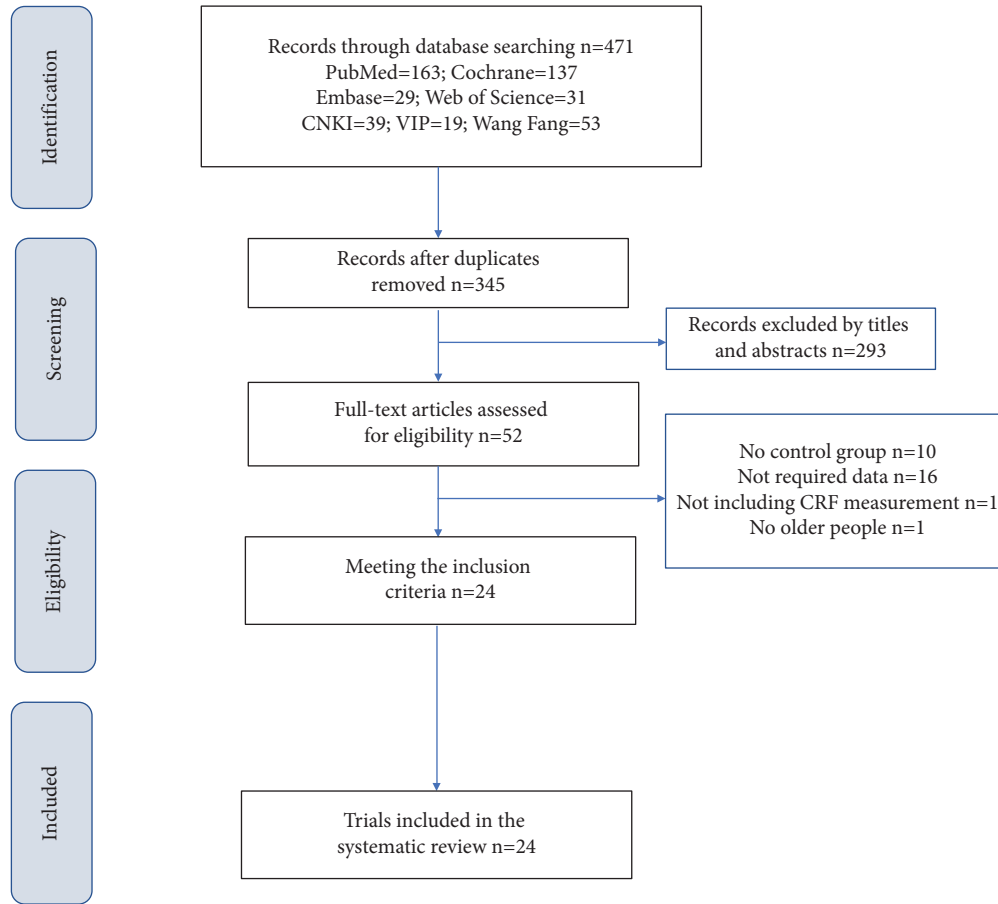 Identification
Records through database searching n=471
PubMed=163; Cochrane=137
Embase=29; Web of Science=31
CNKI=39; VIP=19; Wang Fang=53
Screening
Records after duplicates
removed n=345
Records excluded by titles
and abstracts n=293
Full-text articles assessed
for eligibility n=52
Eligibility
No control group n=10
Not required data n=16
Not including CRF measurement n=1
No older people n=1
Meeting the inclusion
criteria n=24
Included
Trials included in the
systematic review n=24